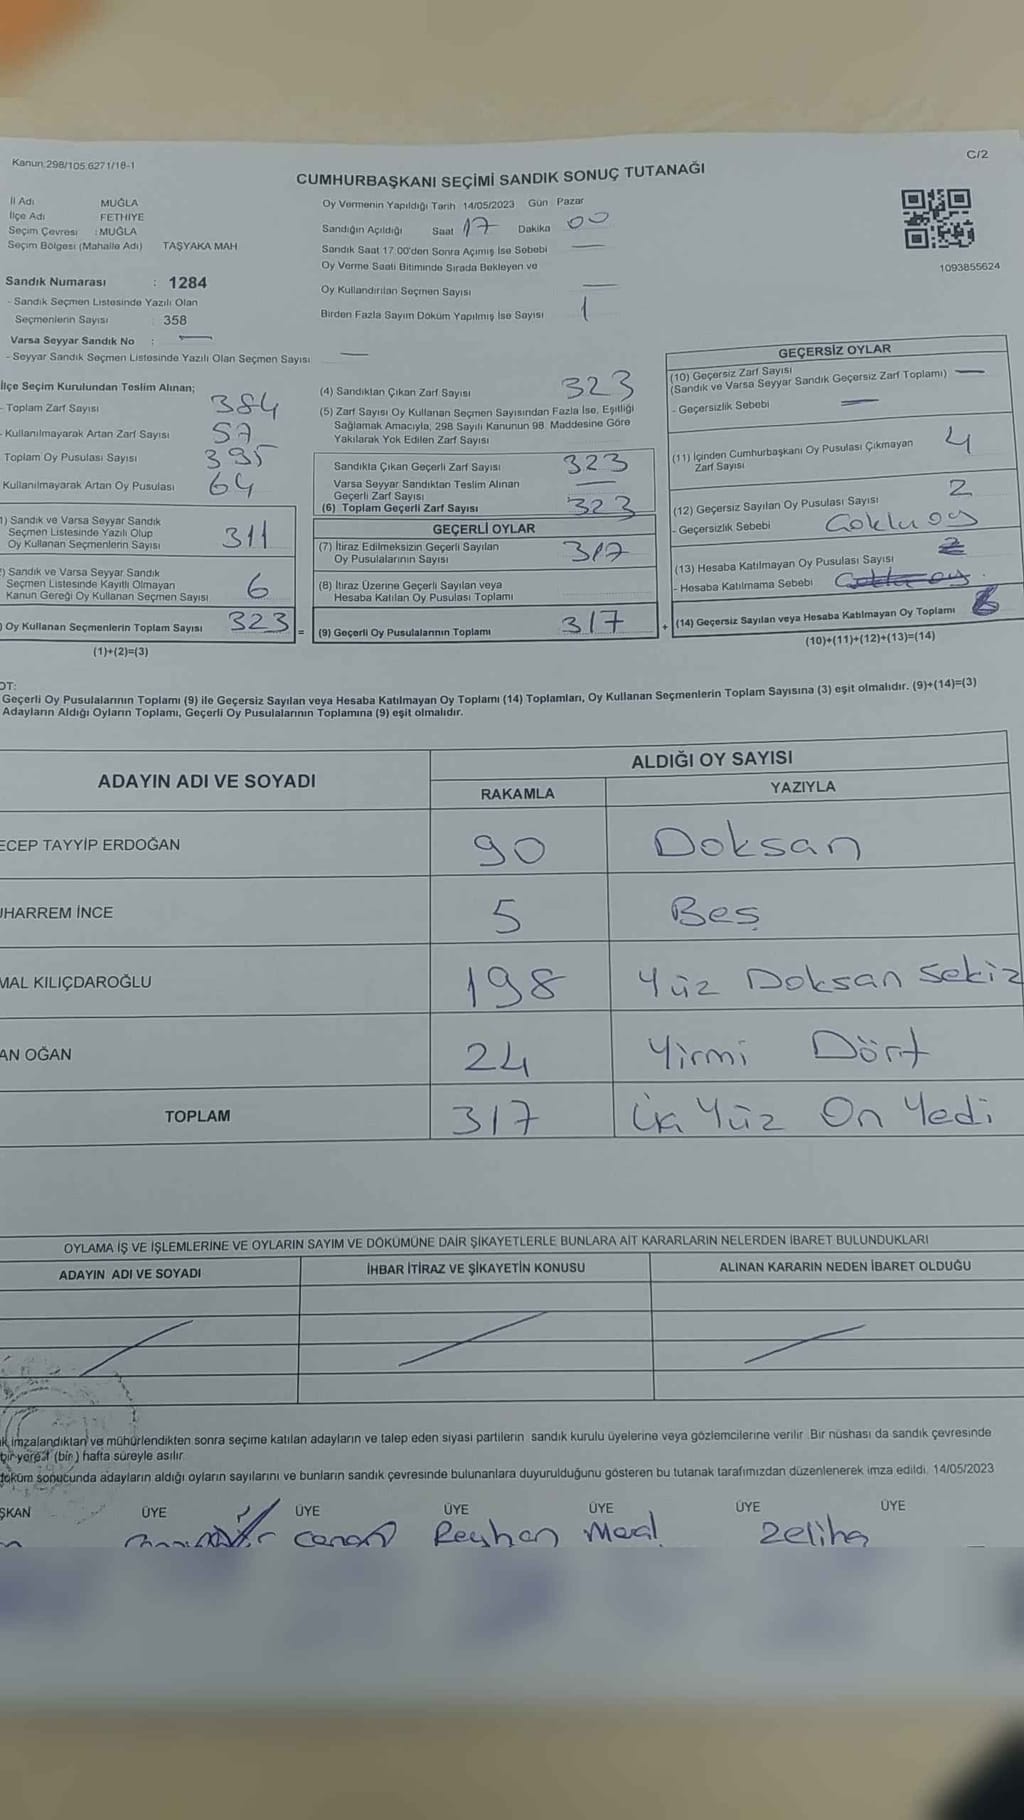 Kanun 298/105 6271/18-1
C/2
CUMHURBAŞKANI SEÇİMİ SANDIK SONUÇ TUTANAĞI
İl Adı MUĞLA
İlçe Adı FETHİYE
Seçim Çevresi : MUĞLA
Seçim Bölgesi (Mahalle Adı) TAŞYAKA MAH
Sandık Numarası : 1284
- Sandık Seçmen Listesinde Yazılı Olan
Seçmenlerin Sayısı 358
Varsa Seyyar Sandık No : —
- Seyyar Sandık Seçmen Listesinde Yazılı Olan Seçmen Sayısı —
Oy Vermenin Yapıldığı Tarih 14/05/2023 Gün Pazar
Sandığın Açıldığı Saat 17 Dakika 00
Sandık Saat 17:00'den Sonra Açımış İse Sebebi —
Oy Verme Saati Bitiminde Sırada Bekleyen ve
Oy Kullandırılan Seçmen Sayısı —
Birden Fazla Sayım Döküm Yapılmış İse Sayısı 1
1093855624
İlçe Seçim Kurulundan Teslim Alınan;
- Toplam Zarf Sayısı 384
- Kullanılmayarak Artan Zarf Sayısı 57
Toplam Oy Pusulası Sayısı 395
Kullanılmayarak Artan Oy Pusulası 64
1) Sandık ve Varsa Seyyar Sandık
Seçmen Listesinde Yazılı Olup
Oy Kullanan Seçmenlerin Sayısı 311
2) Sandık ve Varsa Seyyar Sandık
Seçmen Listesinde Kayıtlı Olmayan
Kanun Gereği Oy Kullanan Seçmen Sayısı 6
) Oy Kullanan Seçmenlerin Toplam Sayısı 323 =
(1)+(2)=(3)
(4) Sandıktan Çıkan Zarf Sayısı 323
(5) Zarf Sayısı Oy Kullanan Seçmen Sayısından Fazla İse, Eşitliği
Sağlamak Amacıyla, 298 Sayılı Kanunun 98. Maddesine Göre
Yakılarak Yok Edilen Zarf Sayısı
Sandıkta Çıkan Geçerli Zarf Sayısı 323
Varsa Seyyar Sandıktan Teslim Alınan
Geçerli Zarf Sayısı —
(6) Toplam Geçerli Zarf Sayısı 323
GEÇERLİ OYLAR
(7) İtiraz Edilmeksizin Geçerli Sayılan
Oy Pusulalarının Sayısı 317
(8) İtiraz Üzerine Geçerli Sayılan veya
Hesaba Katılan Oy Pusulası Toplamı
(9) Geçerli Oy Pusulalarının Toplamı 317 +
GEÇERSİZ OYLAR
(10) Geçersiz Zarf Sayısı
(Sandık ve Varsa Seyyar Sandık Geçersiz Zarf Toplamı) —
- Geçersizlik Sebebi —
(11) İçinden Cumhurbaşkanı Oy Pusulası Çıkmayan
Zarf Sayısı 4
(12) Geçersiz Sayılan Oy Pusulası Sayısı 2
- Geçersizlik Sebebi Çoklu oy
(13) Hesaba Katılmayan Oy Pusulası Sayısı
- Hesaba Katılmama Sebebi
(14) Geçersiz Sayılan veya Hesaba Katılmayan Oy Toplamı 6
(10)+(11)+(12)+(13)=(14)
OT:
Geçerli Oy Pusulalarının Toplamı (9) ile Geçersiz Sayılan veya Hesaba Katılmayan Oy Toplamı (14) Toplamları, Oy Kullanan Seçmenlerin Toplam Sayısına (3) eşit olmalıdır. (9)+(14)=(3)
Adayların Aldığı Oyların Toplamı, Geçerli Oy Pusulalarının Toplamına (9) eşit olmalıdır.
ADAYIN ADI VE SOYADI
ALDIĞI OY SAYISI
RAKAMLA YAZIYLA
ECEP TAYYİP ERDOĞAN 90 Doksan
UHARREM İNCE 5 Beş
MAL KILIÇDAROĞLU 198 Yüz Doksan sekiz
AN OĞAN 24 Yirmi Dört
TOPLAM 317 Üç Yüz On Yedi
OYLAMA İŞ VE İŞLEMLERİNE VE OYLARIN SAYIM VE DÖKÜMÜNE DAİR ŞİKAYETLERLE BUNLARA AİT KARARLARIN NELERDEN İBARET BULUNDUKLARI
ADAYIN ADI VE SOYADI İHBAR İTİRAZ VE ŞİKAYETİN KONUSU ALINAN KARARIN NEDEN İBARET OLDUĞU
k imzalandıktan ve mühürlendikten sonra seçime katılan adayların ve talep eden siyasi partilerin sandık kurulu üyelerine veya gözlemcilerine verilir. Bir nüshası da sandık çevresinde
bir yere 1 (bir) hafta süreyle asılır.
döküm sonucunda adayların aldığı oyların sayılarını ve bunların sandık çevresinde bulunanlara duyurulduğunu gösteren bu tutanak tarafımızdan düzenlenerek imza edildi. 14/05/2023
ŞKAN ÜYE ÜYE ÜYE ÜYE ÜYE ÜYE
Canan Reyhan Meral Zeliha